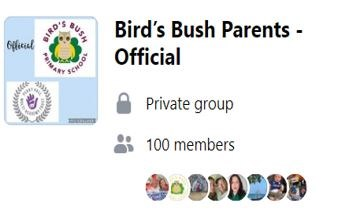 Bird's Bush Parents -
Official
Official
BIRD'S BUSH
PRIMARY SCHOOL
Private group
100 members